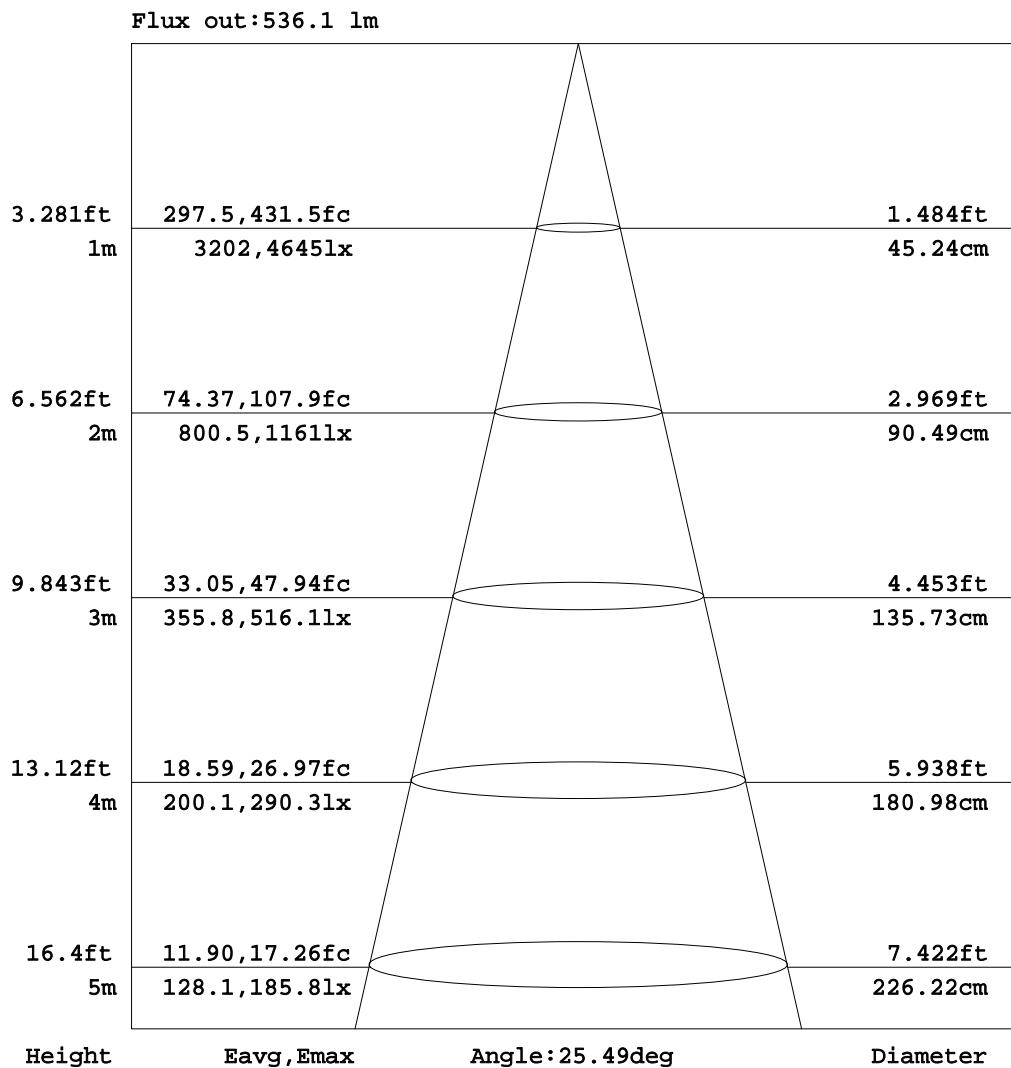 Flux out:536.1 lm
3.281ft 297.5,431.5fc 1.484ft
1m 3202,4645lx 45.24cm
6.562ft 74.37,107.9fc 2.969ft
2m 800.5,1161lx 90.49cm
9.843ft 33.05,47.94fc 4.453ft
3m 355.8,516.1lx 135.73cm
13.12ft 18.59,26.97fc 5.938ft
4m 200.1,290.3lx 180.98cm
16.4ft 11.90,17.26fc 7.422ft
5m 128.1,185.8lx 226.22cm
Height Eavg,Emax Angle:25.49deg Diameter